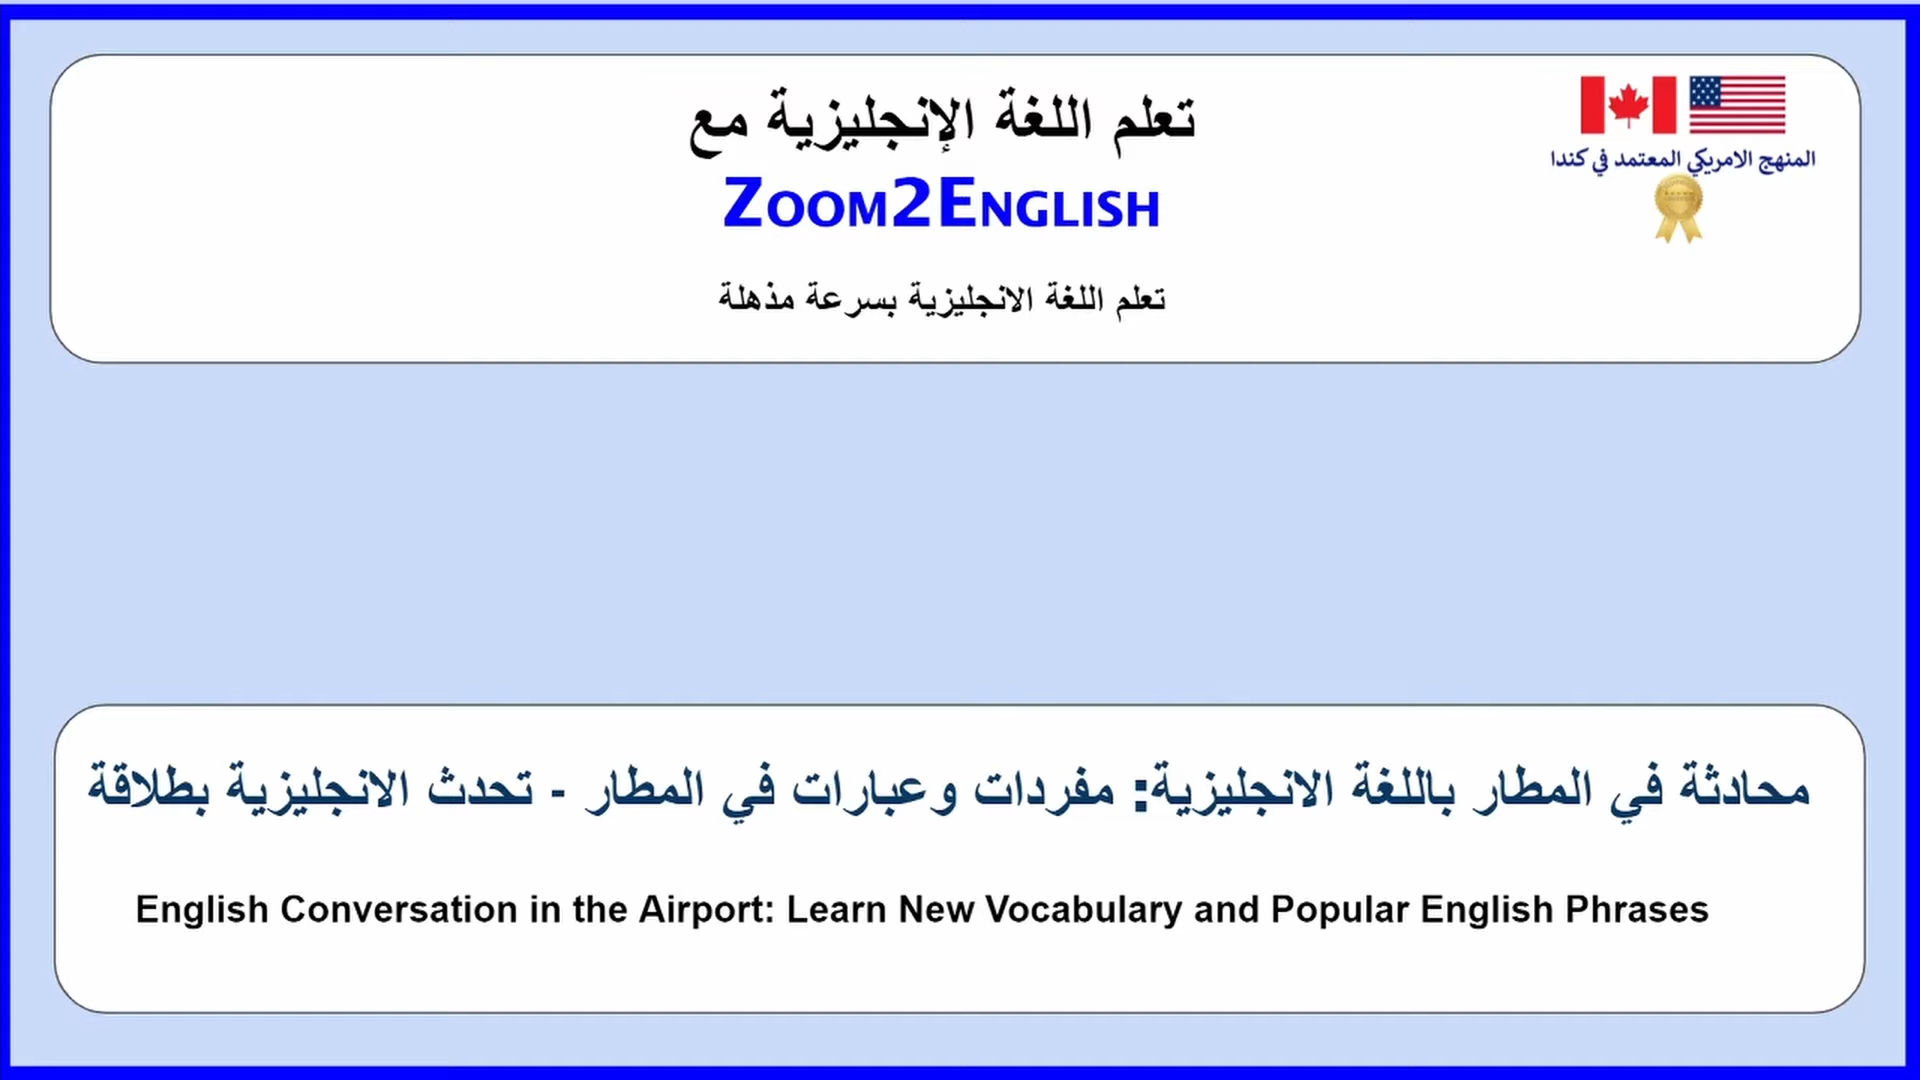 تعلم اللغة الإنجليزية مع
ZOOM2ENGLISH
تعلم اللغة الانجليزية بسرعة مذهلة
المنهج الامريكي المعتمد في كندا
محادثة في المطار باللغة الانجليزية: مفردات وعبارات في المطار - تحدث الانجليزية بطلاقة
English Conversation in the Airport: Learn New Vocabulary and Popular English Phrases